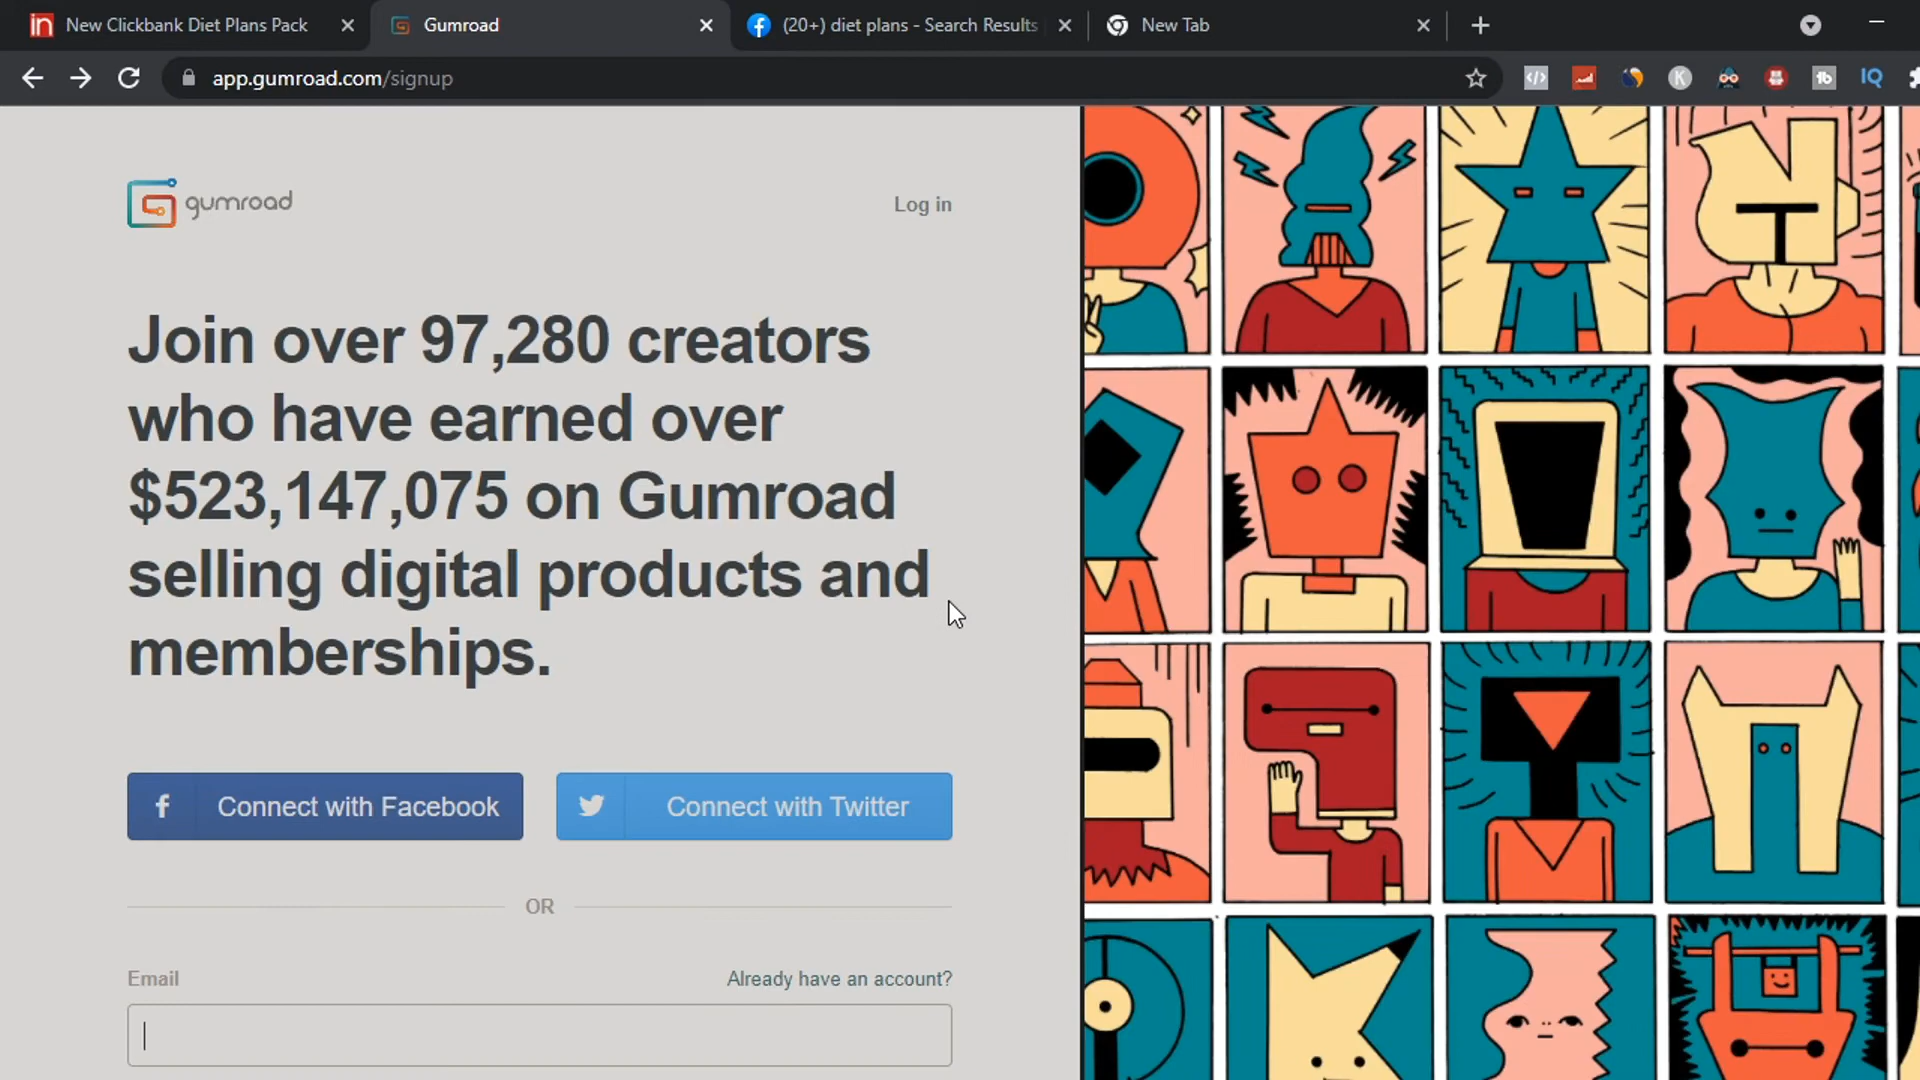 New Clickbank Diet Plans Pack
Gumroad
(20+) diet plans - Search Results
New Tab
app.gumroad.com/signup
K
tb
IQ
gumroad
Log in
Join over 97,280 creators
who have earned over
$523,147,075 on Gumroad
selling digital products and
memberships.
Connect with Facebook
Connect with Twitter
OR
Email
Already have an account?